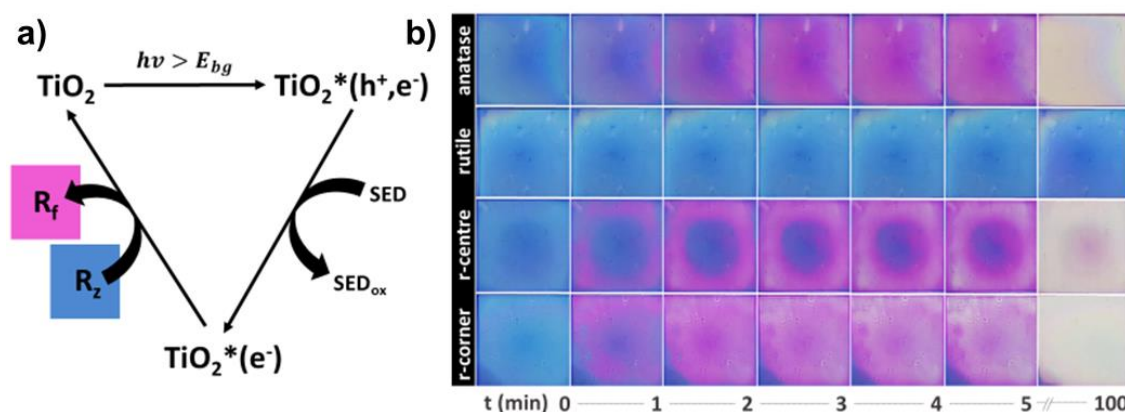 a)
TiO₂
hν > E_bg
TiO₂*(h⁺,e⁻)
R_f
R_z
SED
SED_ox
TiO₂*(e⁻)
b)
anatase
rutile
r-centre
r-corner
t (min) 0 1 2 3 4 5 // 100